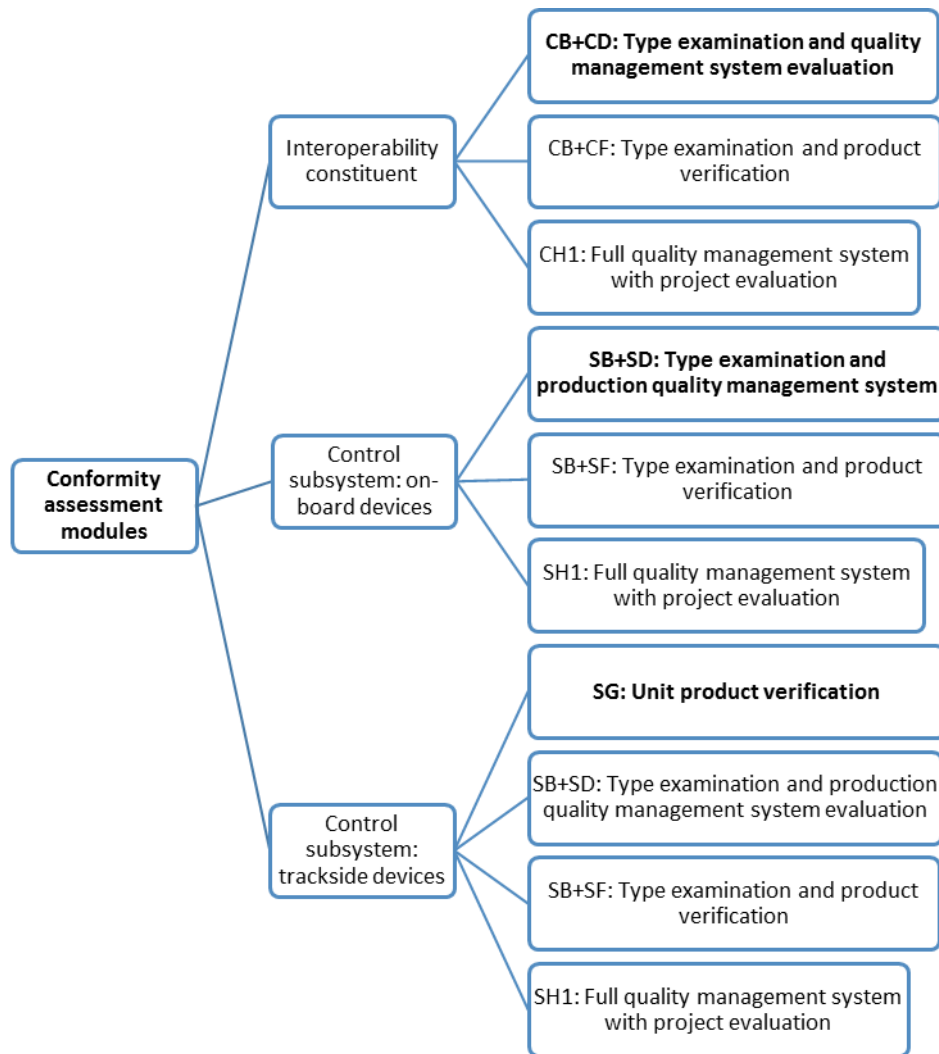 Conformity
assessment
modules
Interoperability
constituent
CB+CD: Type examination and quality
management system evaluation
CB+CF: Type examination and product
verification
CH1: Full quality management system
with project evaluation
Control
subsystem: on-
board devices
SB+SD: Type examination and
production quality management system
SB+SF: Type examination and product
verification
SH1: Full quality management system
with project evaluation
Control
subsystem:
trackside devices
SG: Unit product verification
SB+SD: Type examination and production
quality management system evaluation
SB+SF: Type examination and product
verification
SH1: Full quality management system
with project evaluation